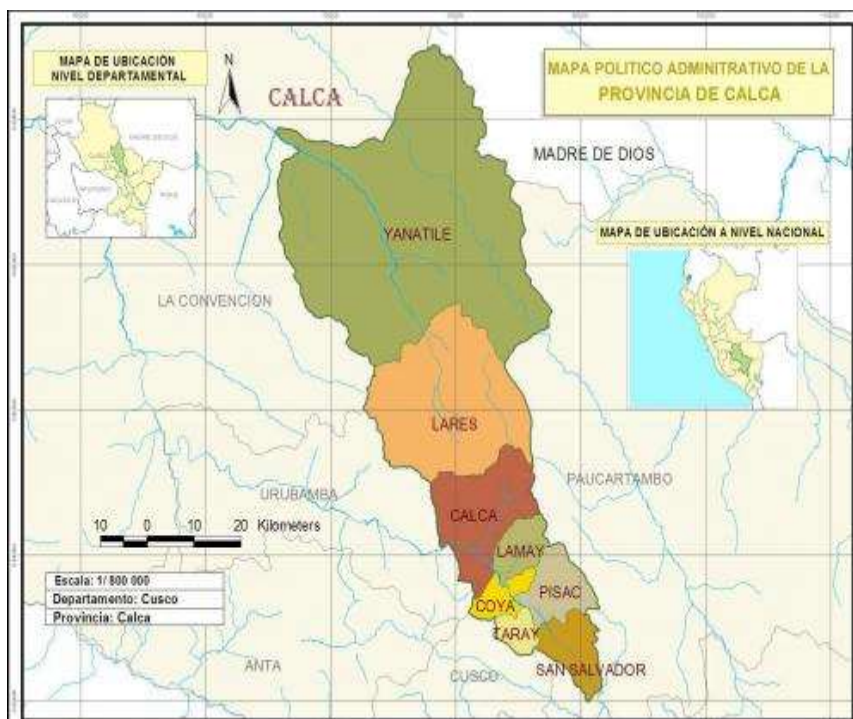 MAPA DE UBICACIÓN
NIVEL DEPARTAMENTAL
N
CALCA
MAPA POLITICO ADMINITRATIVO DE LA
PROVINCIA DE CALCA
MADRE DE DIOS
YANATILE
MAPA DE UBICACIÓN A NIVEL NACIONAL
LA CONVENCION
LARES
PAUCARTAMBO
URUBAMBA
CALCA
10 0 10 20 Kilometers
LAMAY
Escala: 1/ 800 000
Departamento: Cusco
Provincia: Calca
PISAC
COYA
TARAY
ANTA
CUSCO
SAN SALVADOR